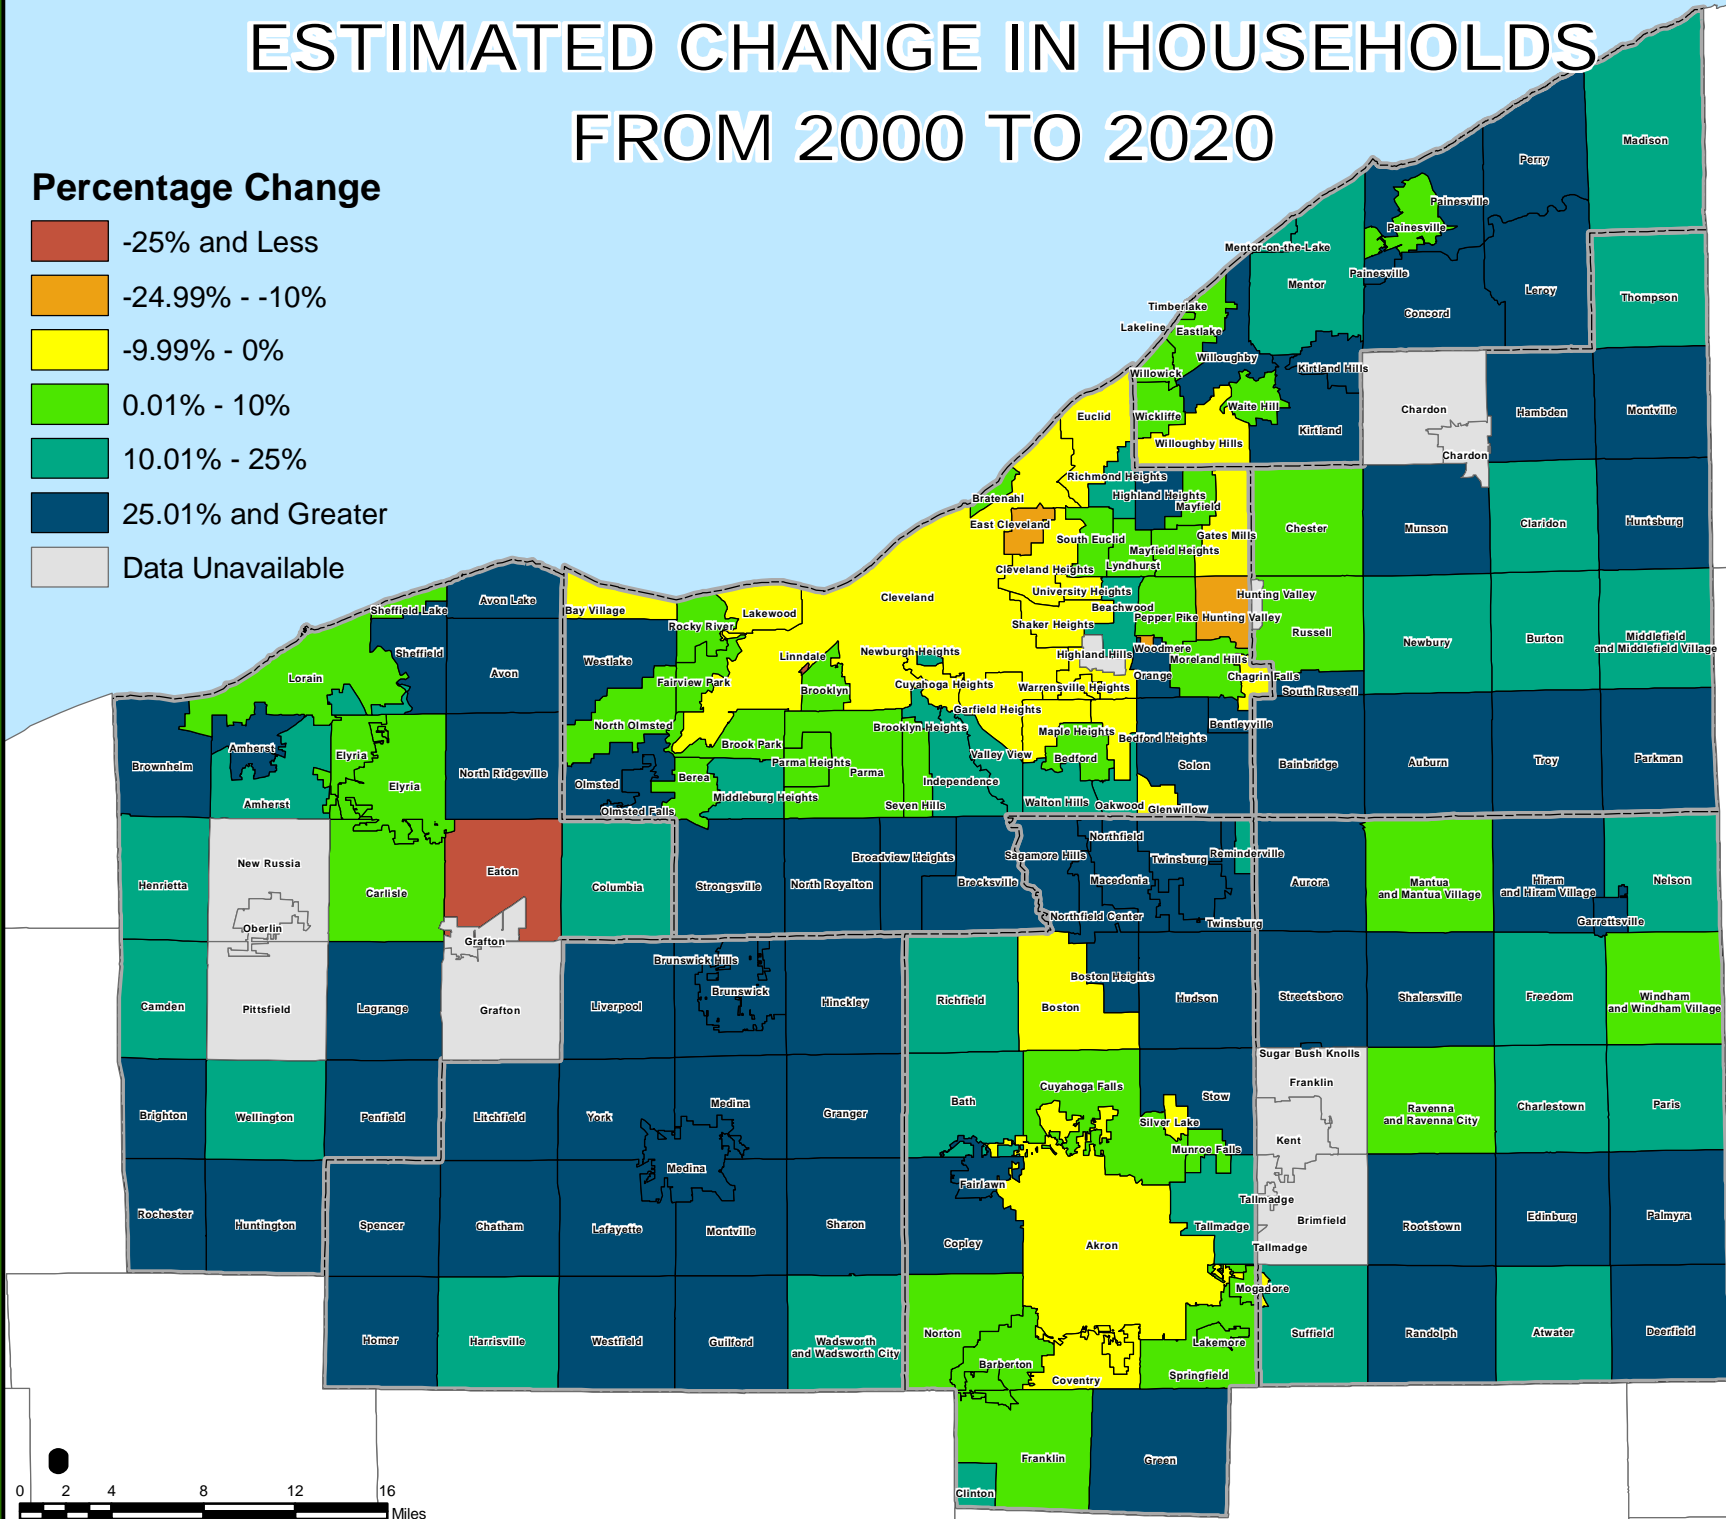 ESTIMATED CHANGE IN HOUSEHOLDS
FROM 2000 TO 2020
Percentage Change
-25% and Less
-24.99% - -10%
-9.99% - 0%
0.01% - 10%
10.01% - 25%
25.01% and Greater
Data Unavailable
Madison
Perry
Painesville
Painesville
Mentor-on-the-Lake
Painesville
Mentor
Leroy
Thompson
Timberlake
Concord
Lakeline
Eastlake
Willoughby
Kirtland Hills
Willowick
Waite Hill
Chardon
Hambden
Montville
Euclid
Wickliffe
Kirtland
Willoughby Hills
Chardon
Richmond Heights
Highland Heights
Bratenahl
Mayfield
East Cleveland
Chester
Munson
Claridon
Huntsburg
South Euclid
Gates Mills
Mayfield Heights
Lyndhurst
Cleveland Heights
University Heights
Hunting Valley
Avon Lake
Cleveland
Beachwood
Sheffield Lake
Bay Village
Lakewood
Pepper Pike
Hunting Valley
Shaker Heights
Rocky River
Russell
Newbury
Burton
Middlefield
and Middlefield Village
Sheffield
Westlake
Linndale
Newburgh Heights
Highland Hills
Woodmere
Moreland Hills
Avon
Orange
Chagrin Falls
Lorain
Fairview Park
Brooklyn
Cuyahoga Heights
Warrensville Heights
South Russell
Garfield Heights
North Olmsted
Brooklyn Heights
Maple Heights
Bentleyville
Bedford Heights
Amherst
Elyria
Brook Park
Valley View
Bedford
Brownhelm
North Ridgeville
Parma Heights
Parma
Solon
Bainbridge
Auburn
Troy
Parkman
Elyria
Olmsted
Berea
Independence
Middleburg Heights
Amherst
Olmsted Falls
Seven Hills
Walton Hills
Oakwood
Glenwillow
Northfield
New Russia
Eaton
Broadview Heights
Sagamore Hills
Twinsburg
Reminderville
Henrietta
Carlisle
Columbia
Strongsville
North Royalton
Brecksville
Macedonia
Aurora
Mantua
and Mantua Village
Hiram
and Hiram Village
Nelson
Oberlin
Northfield Center
Twinsburg
Garrettsville
Grafton
Brunswick Hills
Brunswick
Boston Heights
Camden
Pittsfield
Lagrange
Grafton
Liverpool
Hinckley
Richfield
Boston
Hudson
Streetsboro
Shalersville
Freedom
Windham
and Windham Village
Sugar Bush Knolls
Franklin
Cuyahoga Falls
Brighton
Wellington
Penfield
Litchfield
York
Medina
Granger
Bath
Stow
Silver Lake
Ravenna
and Ravenna City
Charlestown
Paris
Kent
Munroe Falls
Medina
Fairlawn
Tallmadge
Rochester
Huntington
Spencer
Chatham
Lafayette
Montville
Sharon
Copley
Akron
Tallmadge
Brimfield
Rootstown
Edinburg
Palmyra
Tallmadge
Mogadore
Homer
Harrisville
Westfield
Guilford
Wadsworth
and Wadsworth City
Norton
Lakemore
Suffield
Randolph
Atwater
Deerfield
Barberton
Coventry
Springfield
Franklin
Green
Clinton
0 2 4 8 12 16
Miles